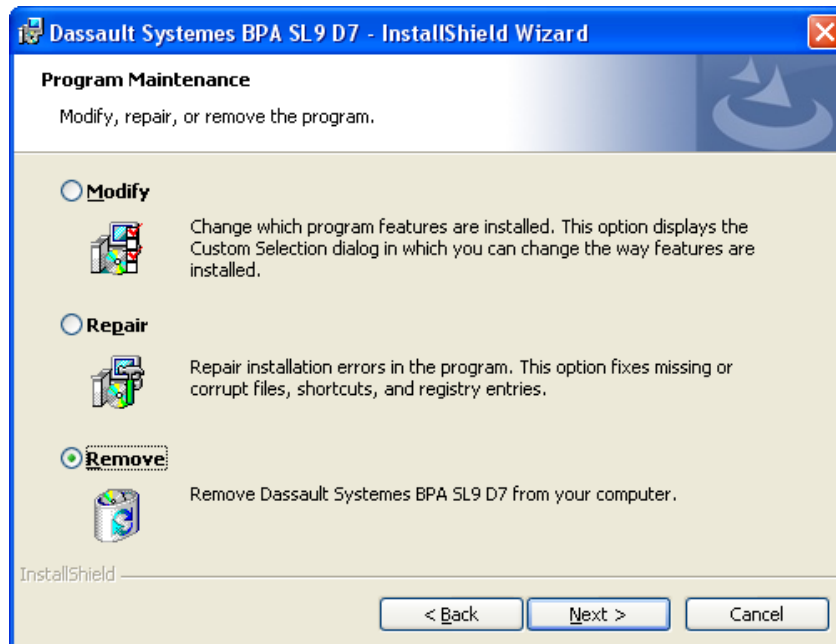 Dassault Systemes BPA SL9 D7 - InstallShield Wizard
Program Maintenance
Modify, repair, or remove the program.
Modify
Change which program features are installed. This option displays the
Custom Selection dialog in which you can change the way features are
installed.
Repair
Repair installation errors in the program. This option fixes missing or
corrupt files, shortcuts, and registry entries.
Remove
Remove Dassault Systemes BPA SL9 D7 from your computer.
InstallShield
< Back Next > Cancel